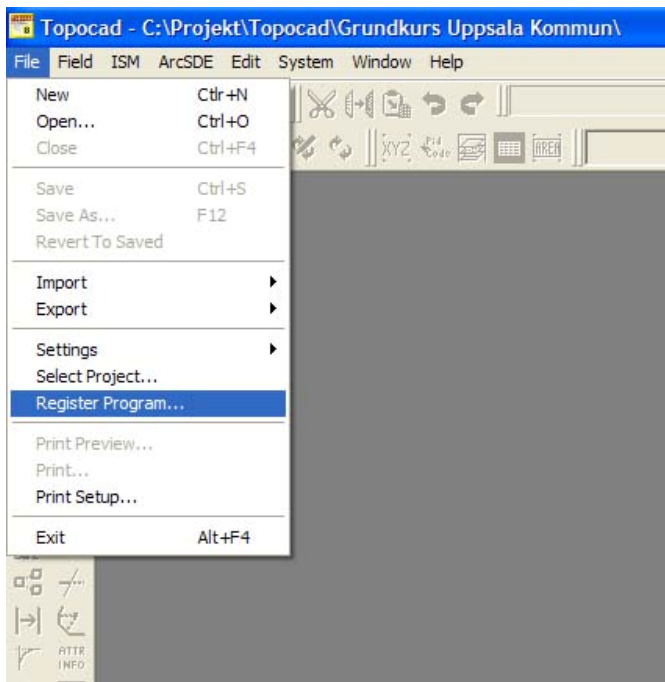 Topocad - C:\Projekt\Topocad\Grundkurs Uppsala Kommun\
File Field ISM ArcSDE Edit System Window Help
New Ctlr+N
Open... Ctrl+O
Close Ctrl+F4
XYZ Pid Code AREA
Save Ctrl+S
Save As... F12
Revert To Saved
Import
Export
Settings
Select Project...
Register Program...
Print Preview...
Print...
Print Setup...
Exit Alt+F4
ATTR
INFO